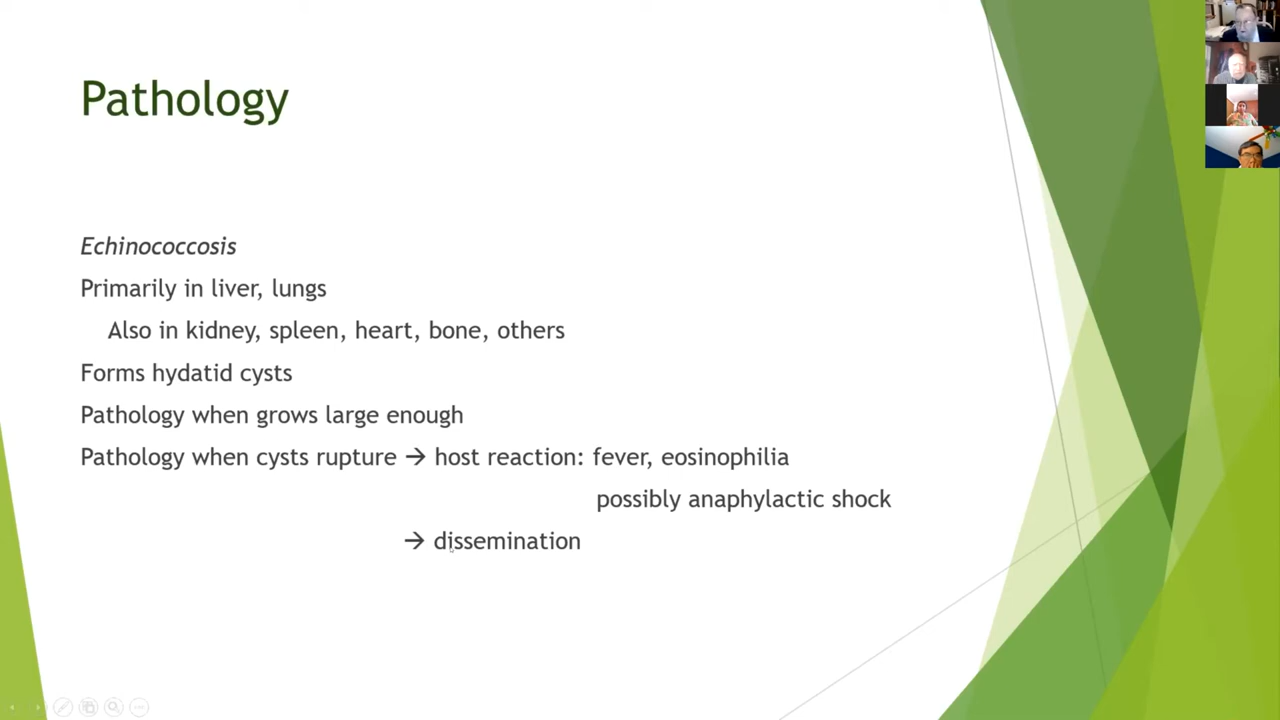 Pathology
Echinococcosis
Primarily in liver, lungs
Also in kidney, spleen, heart, bone, others
Forms hydatid cysts
Pathology when grows large enough
Pathology when cysts rupture → host reaction: fever, eosinophilia
possibly anaphylactic shock
→ dissemination